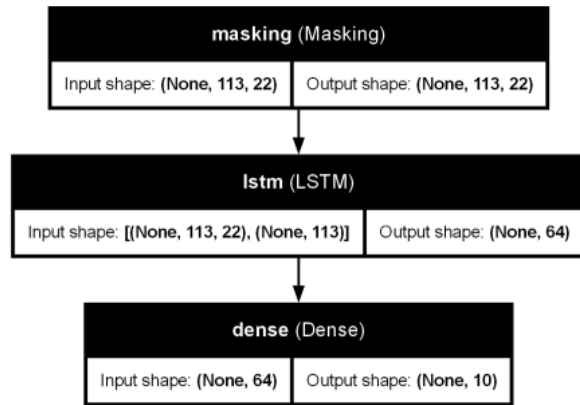 masking (Masking)
Input shape: (None, 113, 22) Output shape: (None, 113, 22)
lstm (LSTM)
Input shape: [(None, 113, 22), (None, 113)] Output shape: (None, 64)
dense (Dense)
Input shape: (None, 64) Output shape: (None, 10)